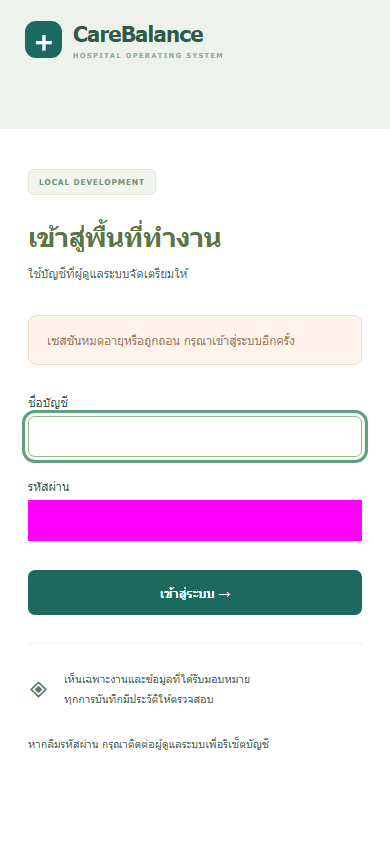 CareBalance
HOSPITAL OPERATING SYSTEM
LOCAL DEVELOPMENT
เข้าสู่พื้นที่ทำงาน
ใช้บัญชีที่ผู้ดูแลระบบจัดเตรียมให้
เซสชันหมดอายุหรือถูกถอน กรุณาเข้าสู่ระบบอีกครั้ง
ชื่อบัญชี
รหัสผ่าน
เข้าสู่ระบบ →
เห็นเฉพาะงานและข้อมูลที่ได้รับมอบหมาย
ทุกการบันทึกมีประวัติให้ตรวจสอบ
หากลืมรหัสผ่าน กรุณาติดต่อผู้ดูแลระบบเพื่อรีเซ็ตบัญชี